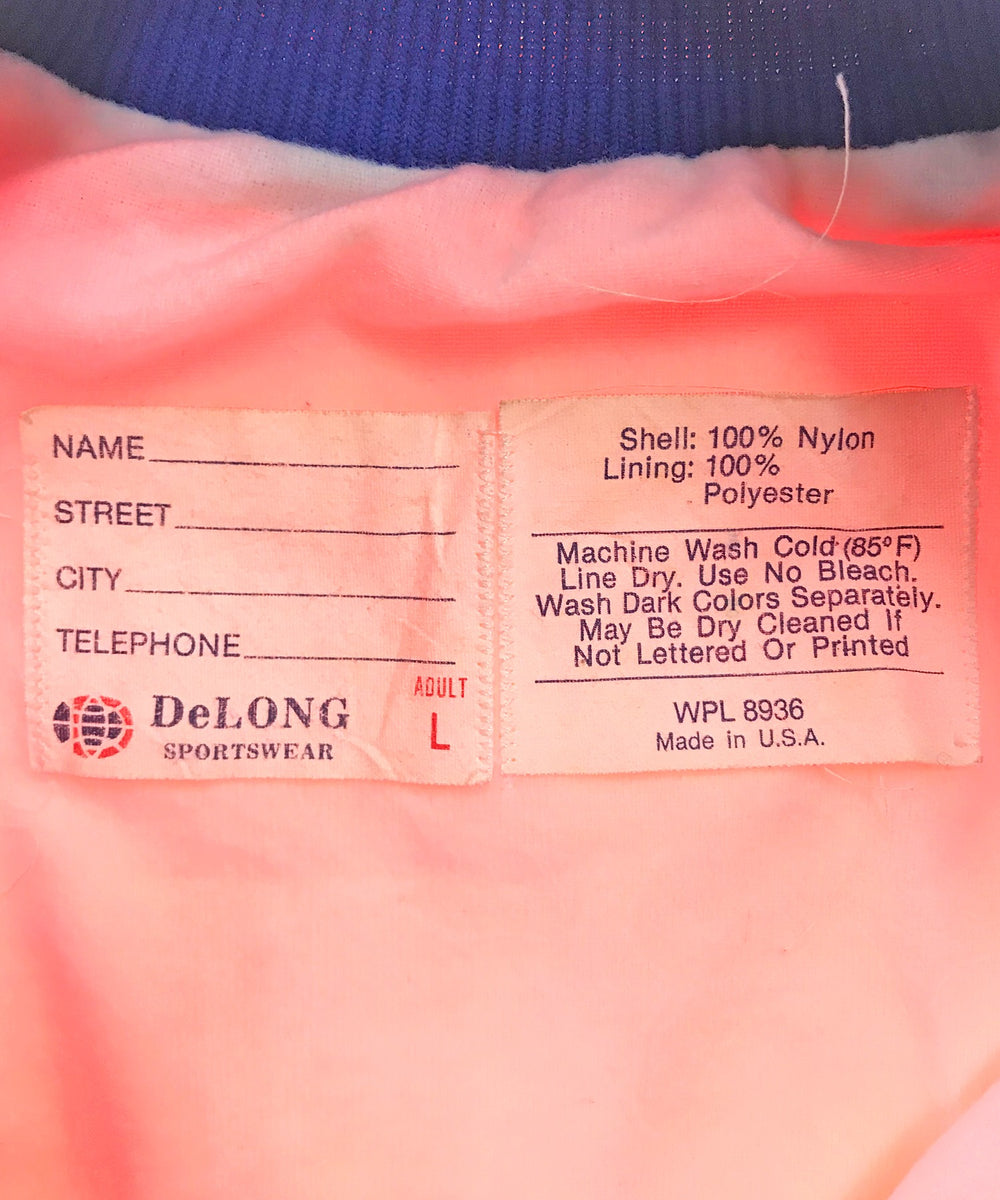 NAME
STREET
CITY
TELEPHONE
DeLONG
SPORTSWEAR
ADULT
L
Shell: 100% Nylon
Lining: 100%
Polyester
Machine Wash Cold (85°F)
Line Dry. Use No Bleach.
Wash Dark Colors Separately.
May Be Dry Cleaned If
Not Lettered Or Printed
WPL 8936
Made in U.S.A.